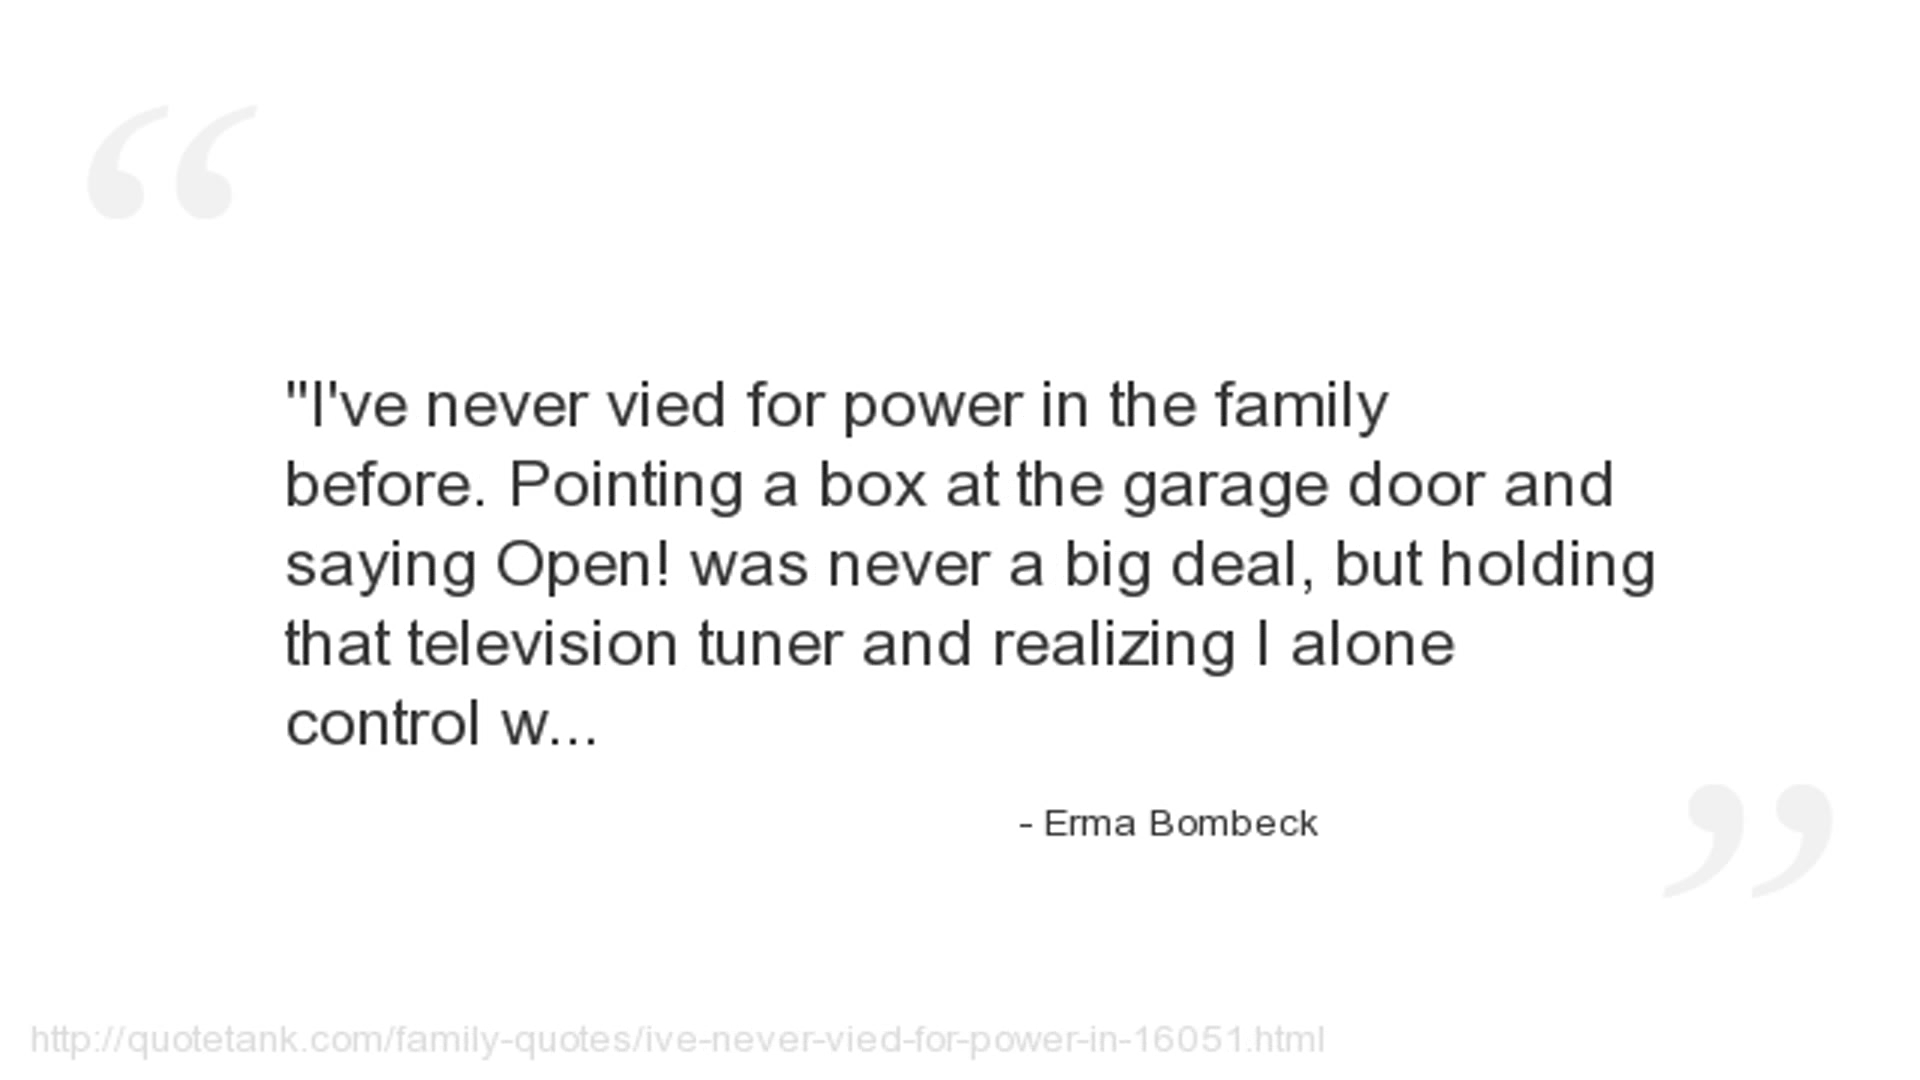 "I've never vied for power in the family
before. Pointing a box at the garage door and
saying Open! was never a big deal, but holding
that television tuner and realizing I alone
control w...
- Erma Bombeck
http://quotetank.com/family-quotes/ive-never-vied-for-power-in-16051.html